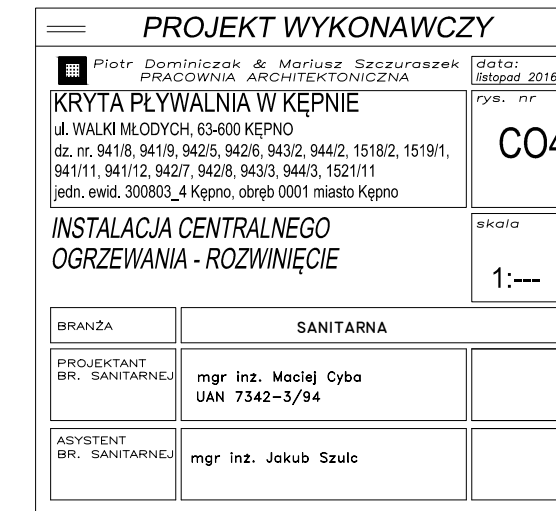 PROJEKT WYKONAWCZY
Piotr Dominiczak & Mariusz Szczuraszek
PRACOWNIA ARCHITEKTONICZNA
data:
listopad 2016
KRYTA PŁYWALNIA W KĘPNIE
ul. WALKI MŁODYCH, 63-600 KĘPNO
dz. nr. 941/8, 941/9, 942/5, 942/6, 943/2, 944/2, 1518/2, 1519/1,
941/11, 941/12, 942/7, 942/8, 943/3, 944/3, 1521/11
jedn. ewid. 300803_4 Kępno, obręb 0001 miasto Kępno
rys. nr
CO4
INSTALACJA CENTRALNEGO
OGRZEWANIA - ROZWINIĘCIE
skala
1:---
BRANŻA
SANITARNA
PROJEKTANT
BR. SANITARNEJ
mgr inż. Maciej Cyba
UAN 7342-3/94
ASYSTENT
BR. SANITARNEJ
mgr inż. Jakub Szulc